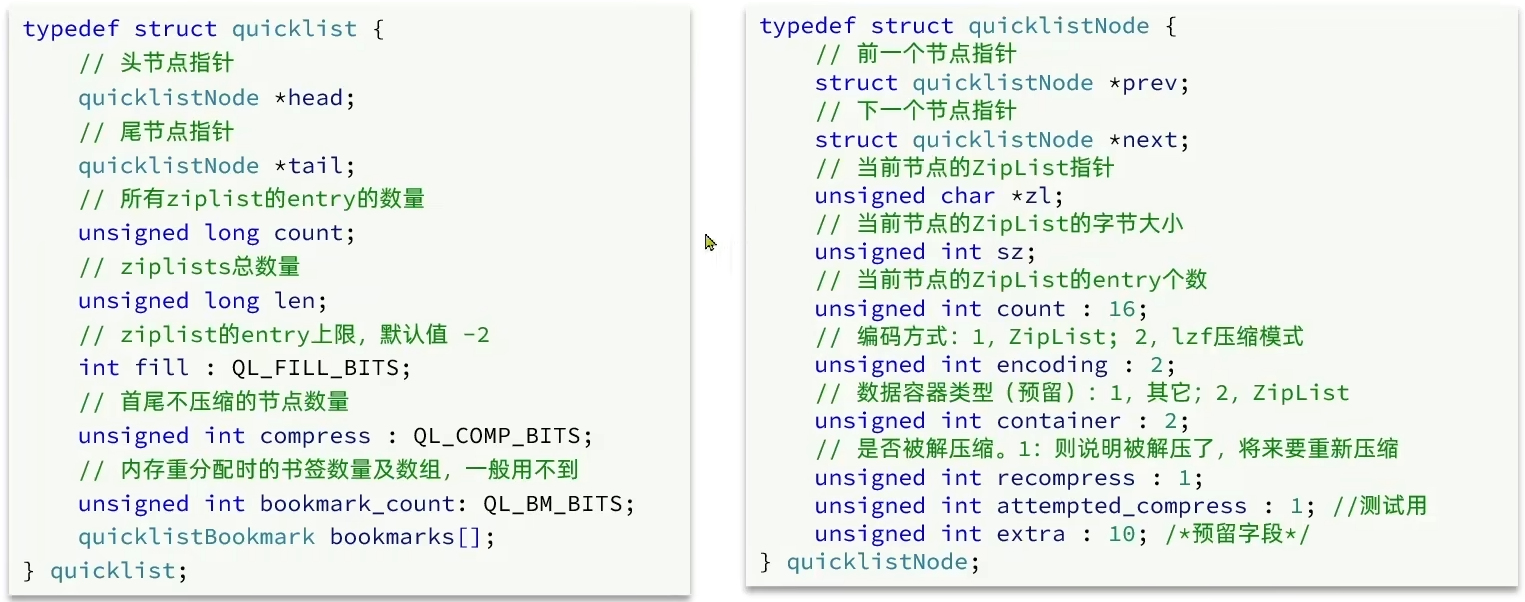 typedef struct quicklist {
// 头节点指针
quicklistNode *head;
// 尾节点指针
quicklistNode *tail;
// 所有ziplist的entry的数量
unsigned long count;
// ziplists总数量
unsigned long len;
// ziplist的entry上限，默认值 -2
int fill : QL_FILL_BITS;
// 首尾不压缩的节点数量
unsigned int compress : QL_COMP_BITS;
// 内存重分配时的书签数量及数组，一般用不到
unsigned int bookmark_count: QL_BM_BITS;
quicklistBookmark bookmarks[];
} quicklist;
typedef struct quicklistNode {
// 前一个节点指针
struct quicklistNode *prev;
// 下一个节点指针
struct quicklistNode *next;
// 当前节点的ZipList指针
unsigned char *zl;
// 当前节点的ZipList的字节大小
unsigned int sz;
// 当前节点的ZipList的entry个数
unsigned int count : 16;
// 编码方式：1，ZipList; 2，lzf压缩模式
unsigned int encoding : 2;
// 数据容器类型（预留）：1，其它；2，ZipList
unsigned int container : 2;
// 是否被解压缩。1：则说明被解压了，将来要重新压缩
unsigned int recompress : 1;
unsigned int attempted_compress : 1; //测试用
unsigned int extra : 10; /*预留字段*/
} quicklistNode;